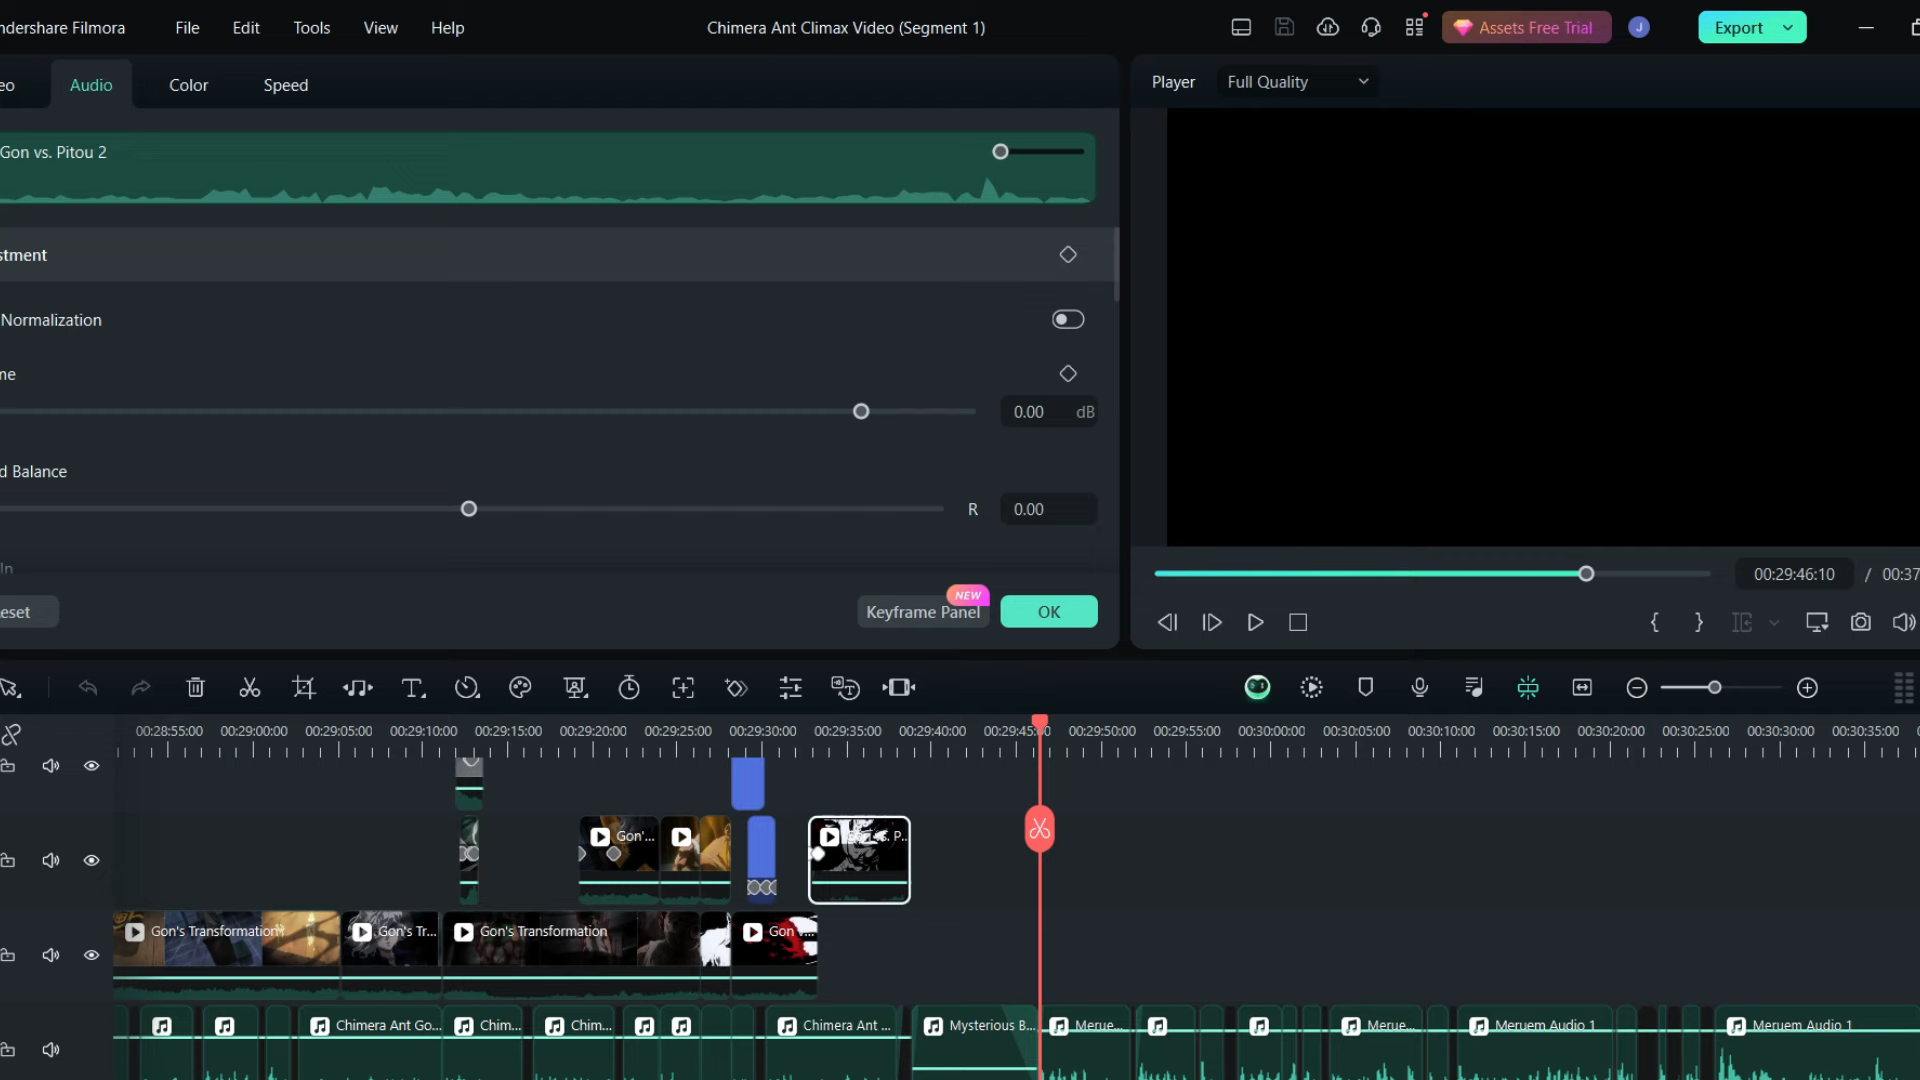 ndershare Filmora File Edit Tools View Help Chimera Ant Climax Video (Segment 1) Assets Free Trial J Export
eo Audio Color Speed Player Full Quality
Gon vs. Pitou 2
stment
Normalization
me
0.00 dB
d Balance
R 0.00
In
00:29:46:10 / 00:37
NEW
eset Keyframe Panel OK
00:28:55:00 00:29:00:00 00:29:05:00 00:29:10:00 00:29:15:00 00:29:20:00 00:29:25:00 00:29:30:00 00:29:35:00 00:29:40:00 00:29:45:00 00:29:50:00 00:29:55:00 00:30:00:00 00:30:05:00 00:30:10:00 00:30:15:00 00:30:20:00 00:30:25:00 00:30:30:00 00:30:35:00
Gon'... P..
Gon's Transformation Gon's Tr... Gon's Transformation Gon
Chimera Ant Go... Chim... Chim... Chimera Ant ... Mysterious B... Merue... Merue... Meruem Audio 1 Meruem Audio 1